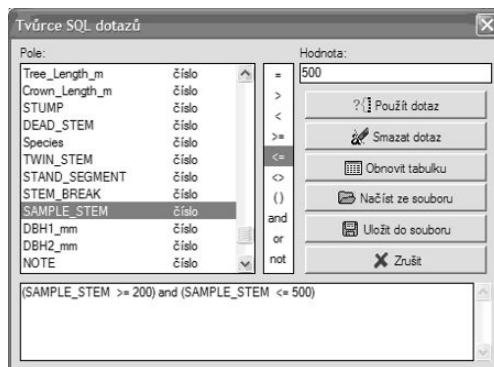 Tvůrce SQL dotazů
Pole:
Hodnota:
Tree_Length_m číslo
Crown_Length_m číslo
STUMP číslo
DEAD_STEM číslo
Species číslo
TWIN_STEM číslo
STAND_SEGMENT číslo
STEM_BREAK číslo
SAMPLE_STEM číslo
DBH1_mm číslo
DBH2_mm číslo
NOTE číslo
=
>
<
>=
<=
<>
()
and
or
not
500
Použít dotaz
Smazat dotaz
Obnovit tabulku
Načíst ze souboru
Uložit do souboru
Zrušit
(SAMPLE_STEM >= 200) and (SAMPLE_STEM <= 500)